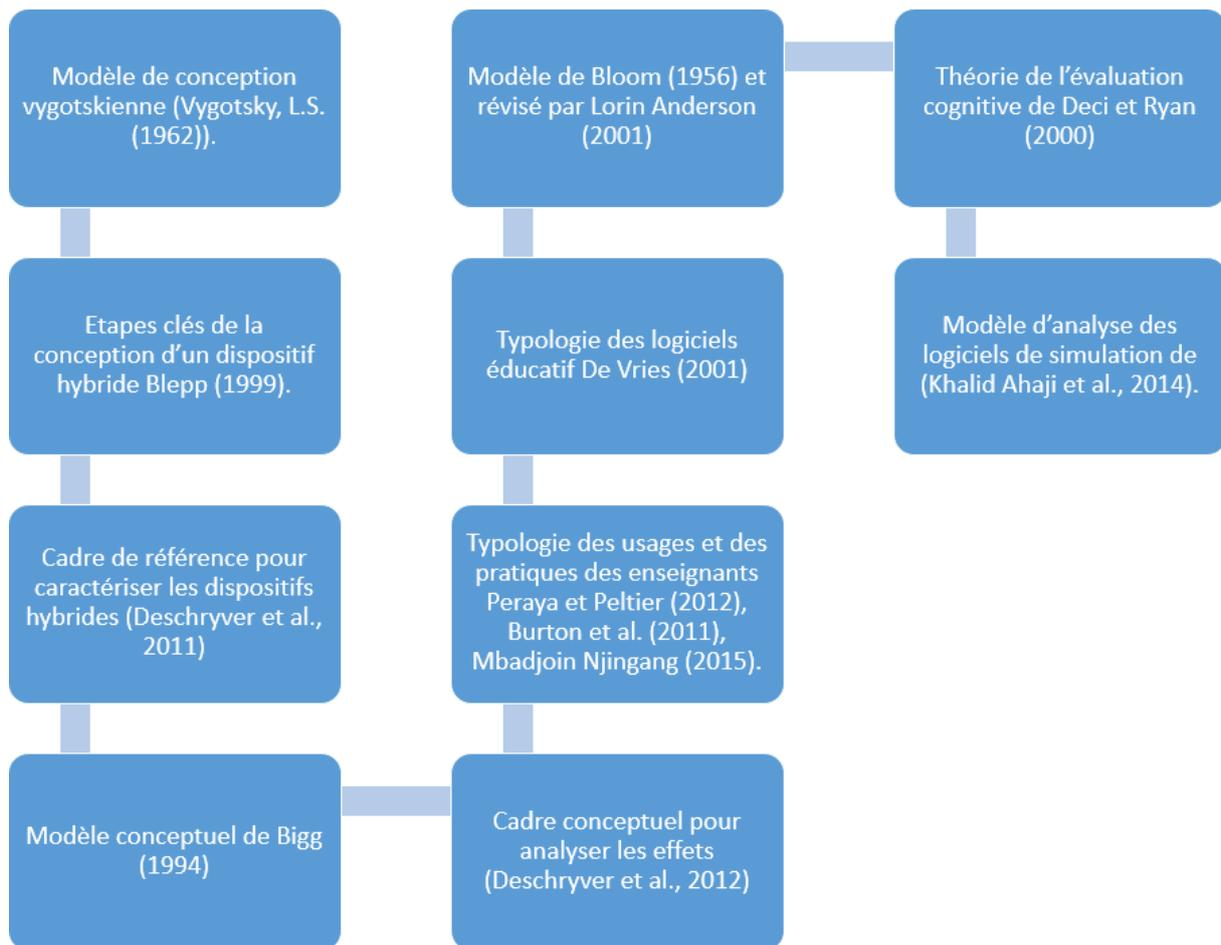 Modèle de conception
vygotskienne (Vygotsky, L.S.
(1962)).
Etapes clés de la
conception d'un dispositif
hybride Blepp (1999).
Cadre de référence pour
caractériser les dispositifs
hybrides (Deschryver et al.,
2011)
Modèle conceptuel de Bigg
(1994)
Cadre conceptuel pour
analyser les effets
(Deschryver et al., 2012)
Typologie des usages et des
pratiques des enseignants
Peraya et Peltier (2012),
Burton et al. (2011),
Mbadjoin Njingang (2015).
Typologie des logiciels
éducatif De Vries (2001)
Modèle de Bloom (1956) et
révisé par Lorin Anderson
(2001)
Théorie de l'évaluation
cognitive de Deci et Ryan
(2000)
Modèle d'analyse des
logiciels de simulation de
(Khalid Ahaji et al., 2014).